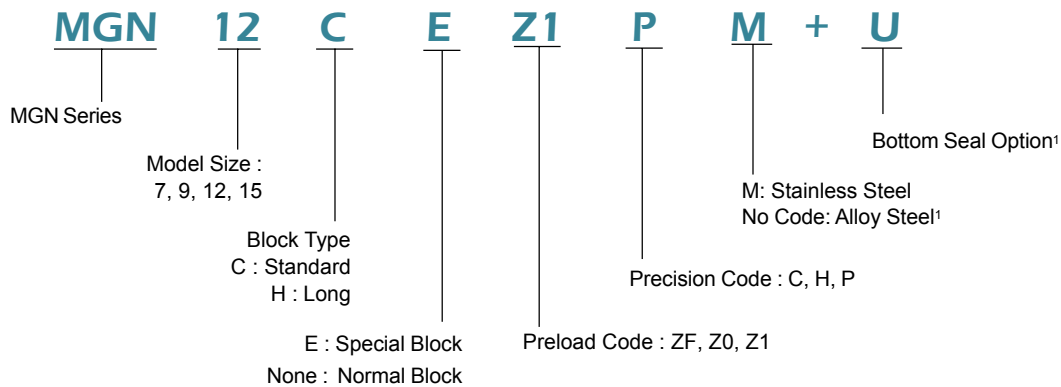 MGN 12 C E Z1 P M + U
MGN Series
Bottom Seal Option¹
Model Size :
7, 9, 12, 15
M: Stainless Steel
No Code: Alloy Steel¹
Block Type
C : Standard
H : Long
Precision Code : C, H, P
E : Special Block
None : Normal Block
Preload Code : ZF, Z0, Z1